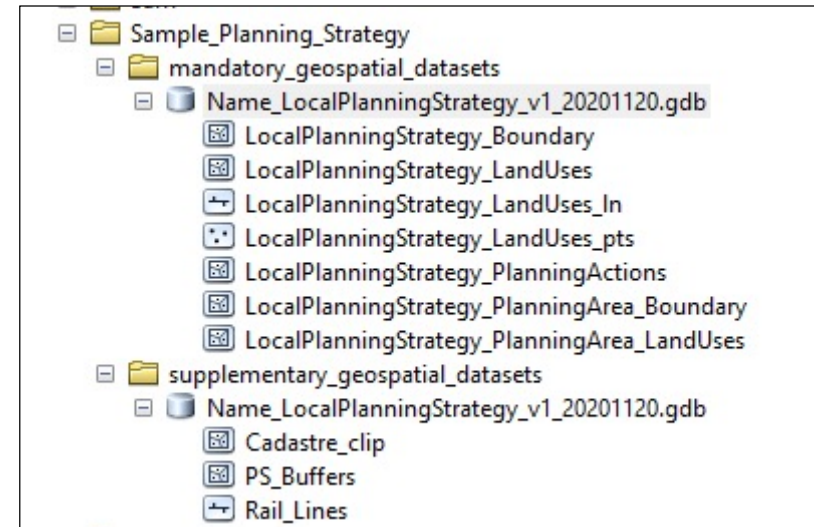 Sample_Planning_Strategy
mandatory_geospatial_datasets
Name_LocalPlanningStrategy_v1_20201120.gdb
LocalPlanningStrategy_Boundary
LocalPlanningStrategy_LandUses
LocalPlanningStrategy_LandUses_ln
LocalPlanningStrategy_LandUses_pts
LocalPlanningStrategy_PlanningActions
LocalPlanningStrategy_PlanningArea_Boundary
LocalPlanningStrategy_PlanningArea_LandUses
supplementary_geospatial_datasets
Name_LocalPlanningStrategy_v1_20201120.gdb
Cadastre_clip
PS_Buffers
Rail_Lines